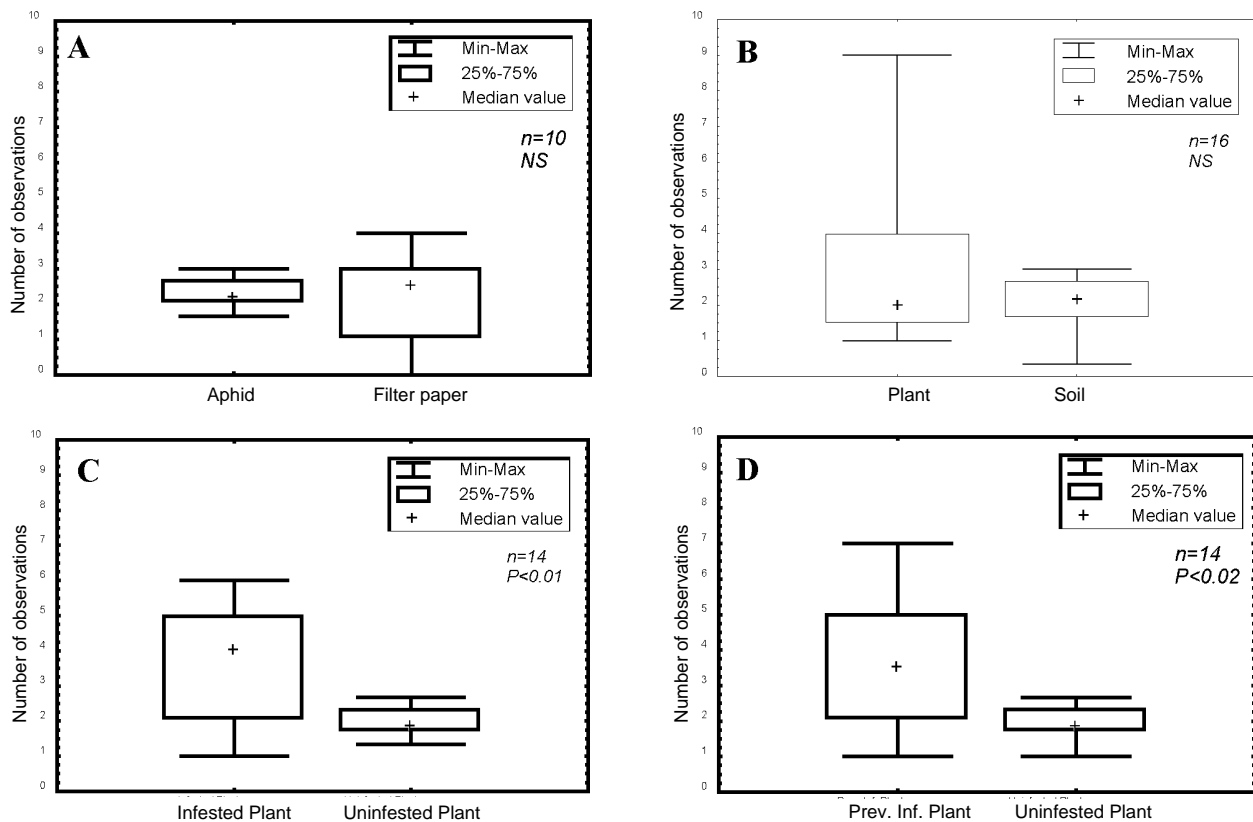 A
Min-Max
25%-75%
Median value
n=10
NS
Number of observations
10
9
8
7
6
5
4
3
2
1
0
Aphid Filter paper
B
Min-Max
25%-75%
Median value
n=16
NS
Number of observations
10
9
8
7
6
5
4
3
2
1
0
Plant Soil
C
Min-Max
25%-75%
Median value
n=14
P<0.01
Number of observations
10
9
8
7
6
5
4
3
2
1
0
Infested Plant Uninfested Plant
D
Min-Max
25%-75%
Median value
n=14
P<0.02
Number of observations
10
9
8
7
6
5
4
3
2
1
0
Prev. Inf. Plant Uninfested Plant